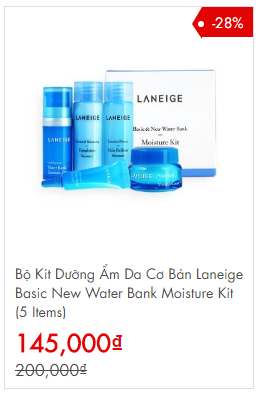 -28%
LANEIGE
Basic & New Water Bank
Moisture Kit
Bộ Kit Dưỡng Ẩm Da Cơ Bản Laneige
Basic New Water Bank Moisture Kit
(5 Items)
145,000₫
200,000₫